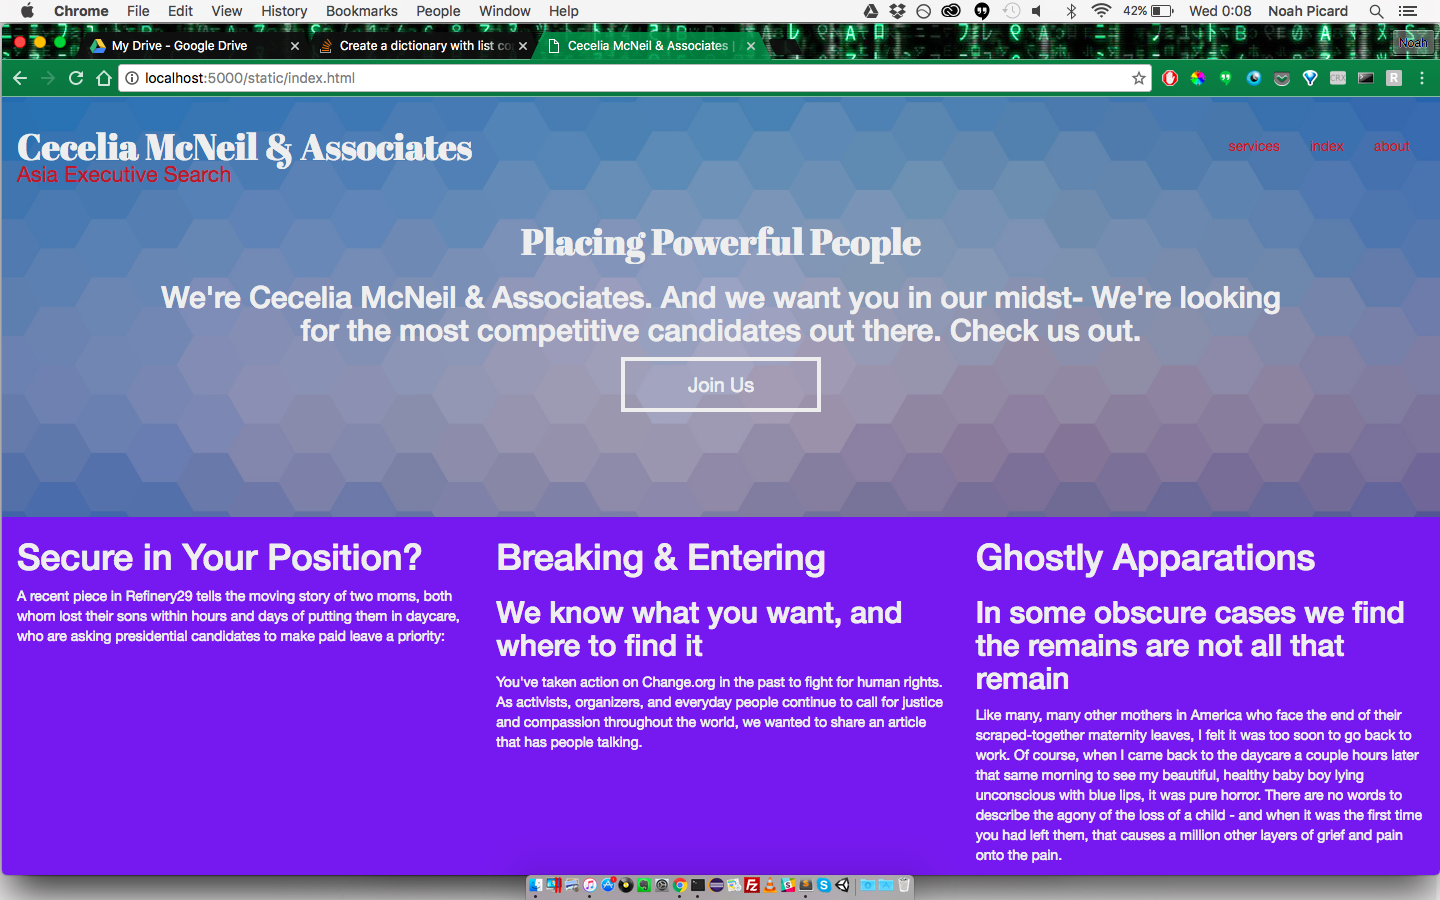 Chrome File Edit View History Bookmarks People Window Help 42% Wed 0:08 Noah Picard
My Drive - Google Drive Create a dictionary with list co Cecelia McNeil & Associates | Noah
localhost:5000/static/index.html
Cecelia McNeil & Associates
services index about
Asia Executive Search
Placing Powerful People
We're Cecelia McNeil & Associates. And we want you in our midst- We're looking
for the most competitive candidates out there. Check us out.
Join Us
Secure in Your Position?
A recent piece in Refinery29 tells the moving story of two moms, both
whom lost their sons within hours and days of putting them in daycare,
who are asking presidential candidates to make paid leave a priority:
Breaking & Entering
We know what you want, and
where to find it
You've taken action on Change.org in the past to fight for human rights.
As activists, organizers, and everyday people continue to call for justice
and compassion throughout the world, we wanted to share an article
that has people talking.
Ghostly Apparations
In some obscure cases we find
the remains are not all that
remain
Like many, many other mothers in America who face the end of their
scraped-together maternity leaves, I felt it was too soon to go back to
work. Of course, when I came back to the daycare a couple hours later
that same morning to see my beautiful, healthy baby boy lying
unconscious with blue lips, it was pure horror. There are no words to
describe the agony of the loss of a child - and when it was the first time
you had left them, that causes a million other layers of grief and pain
onto the pain.